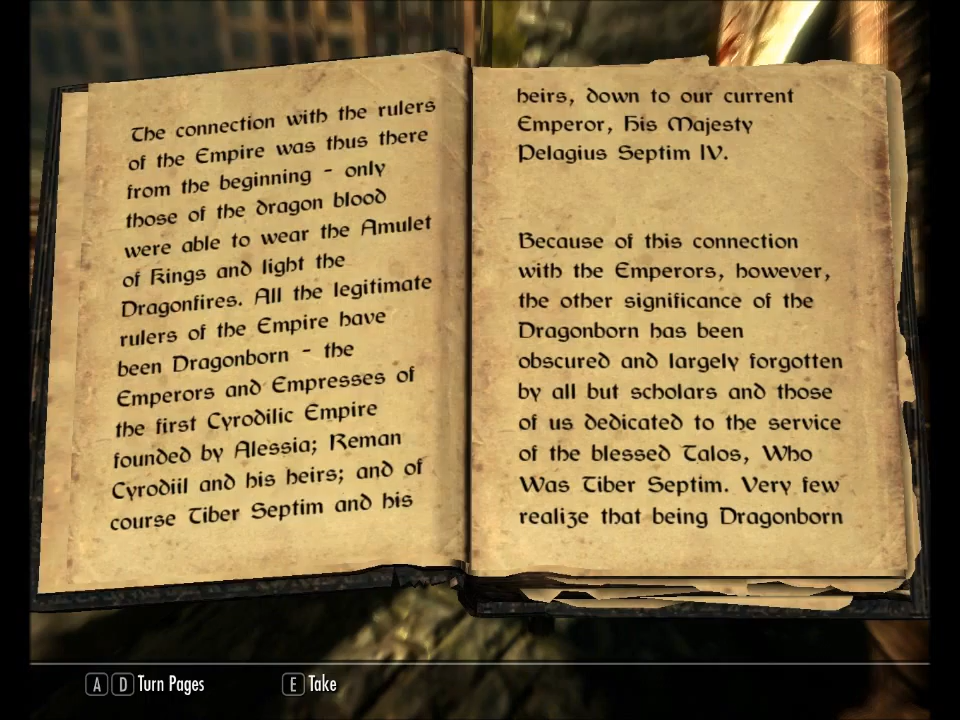 The connection with the rulers
of the Empire was thus there
from the beginning - only
those of the dragon blood
were able to wear the Amulet
of Kings and light the
Dragonfires. All the legitimate
rulers of the Empire have
been Dragonborn - the
Emperors and Empresses of
the first Cyrodilic Empire
founded by Alessia; Reman
Cyrodiil and his heirs; and of
course Tiber Septim and his
heirs, down to our current
Emperor, His Majesty
Pelagius Septim IV.
Because of this connection
with the Emperors, however,
the other significance of the
Dragonborn has been
obscured and largely forgotten
by all but scholars and those
of us dedicated to the service
of the blessed Talos, Who
Was Tiber Septim. Very few
realize that being Dragonborn
A D Turn Pages E Take